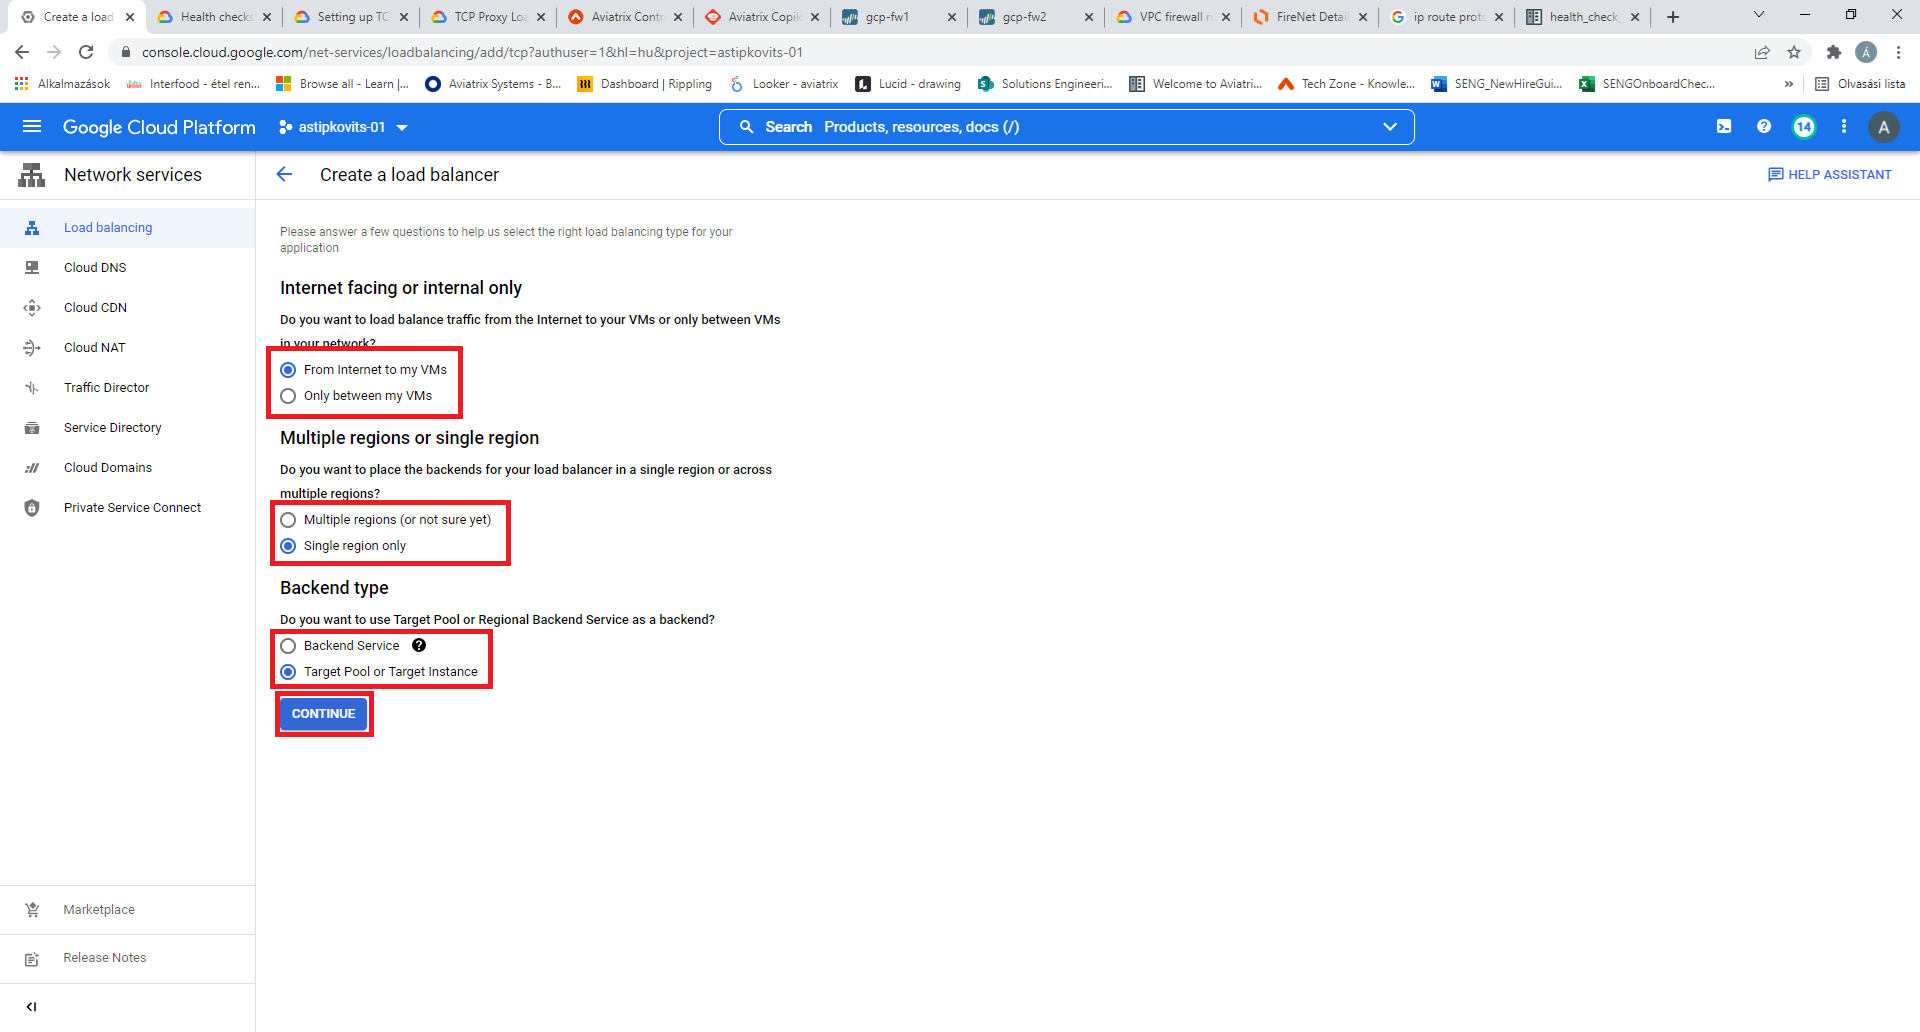 Create a load
Health checks
Setting up TC
TCP Proxy Loa
Aviatrix Contr
Aviatrix Copil
gcp-fw1
gcp-fw2
VPC firewall r
FireNet Detail
ip route prot
health_check_
console.cloud.google.com/net-services/loadbalancing/add/tcp?authuser=1&hl=hu&project=astipkovits-01
Á
Alkalmazások
Interfood - étel ren...
Browse all - Learn |...
Aviatrix Systems - B...
Dashboard | Rippling
Looker - aviatrix
Lucid - drawing
Solutions Engineeri...
Welcome to Aviatri...
Tech Zone - Knowle...
SENG_NewHireGui...
SENGOnboardChec...
»
Olvasási lista
Google Cloud Platform
astipkovits-01
Search Products, resources, docs (/)
14
A
Network services
Create a load balancer
HELP ASSISTANT
Load balancing
Cloud DNS
Cloud CDN
Cloud NAT
Traffic Director
Service Directory
Cloud Domains
Private Service Connect
Marketplace
Release Notes
Please answer a few questions to help us select the right load balancing type for your
application
Internet facing or internal only
Do you want to load balance traffic from the Internet to your VMs or only between VMs
in your network?
From Internet to my VMs
Only between my VMs
Multiple regions or single region
Do you want to place the backends for your load balancer in a single region or across
multiple regions?
Multiple regions (or not sure yet)
Single region only
Backend type
Do you want to use Target Pool or Regional Backend Service as a backend?
Backend Service
Target Pool or Target Instance
CONTINUE